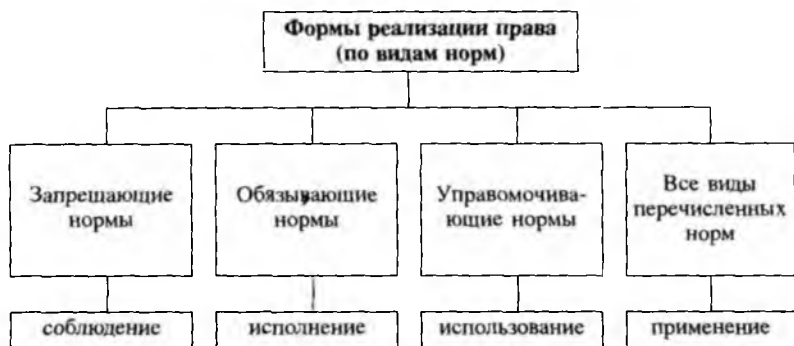 Формы реализации права
(по видам норм)
Запрещающие
нормы
Обязывающие
нормы
Управомочива-
ющие нормы
Все виды
перечисленных
норм
соблюдение
исполнение
использование
применение